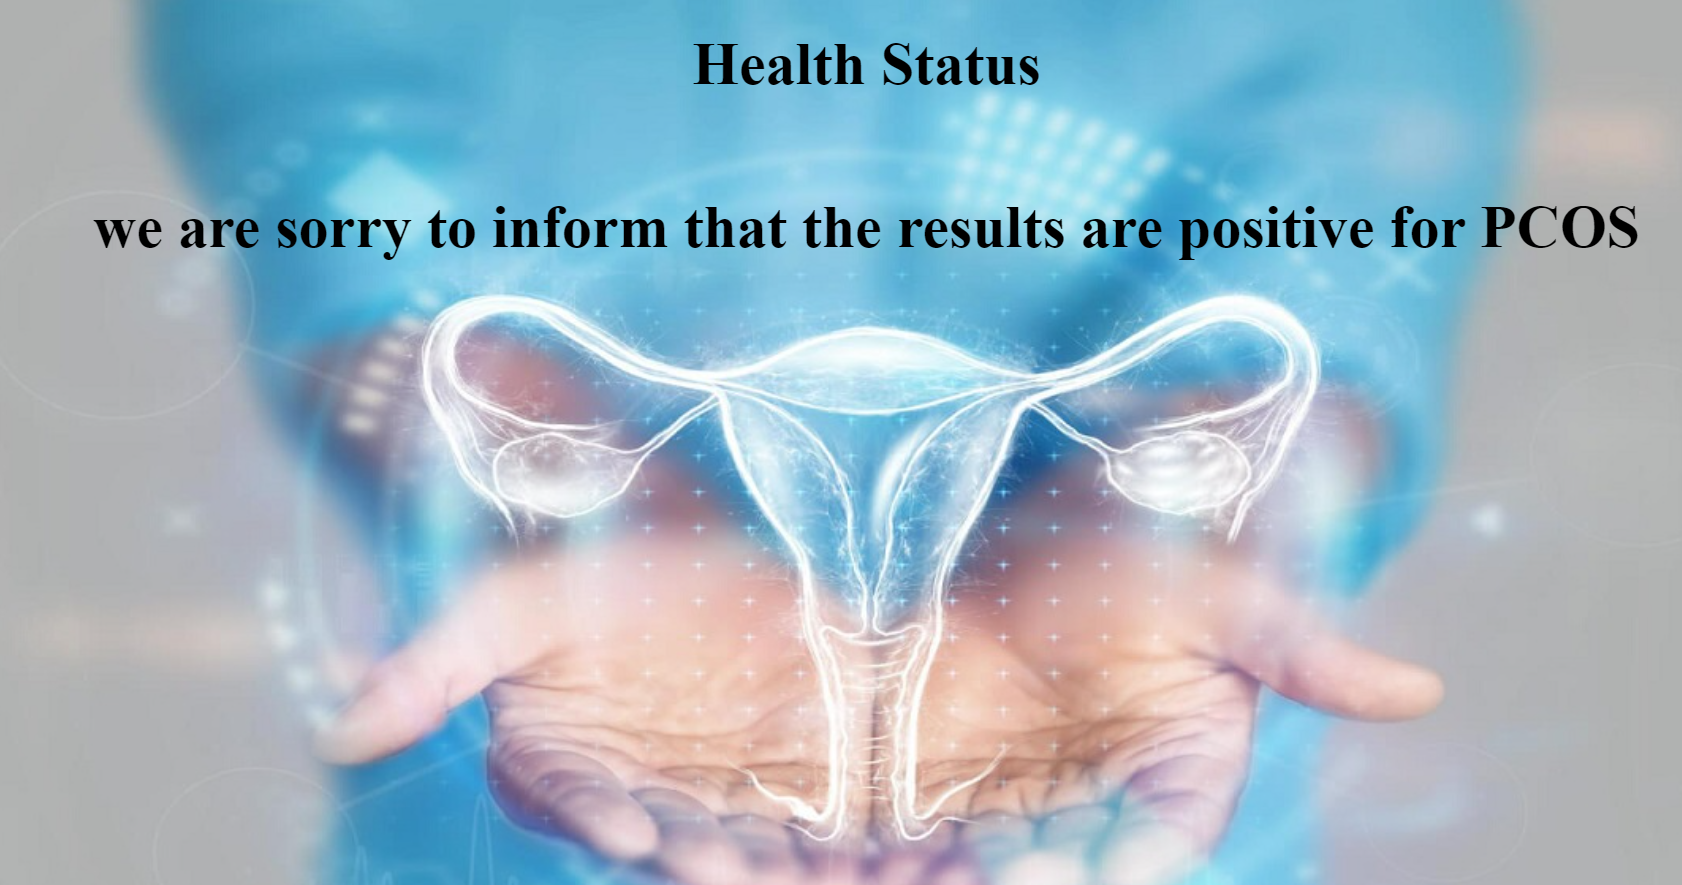 Health Status
we are sorry to inform that the results are positive for PCOS